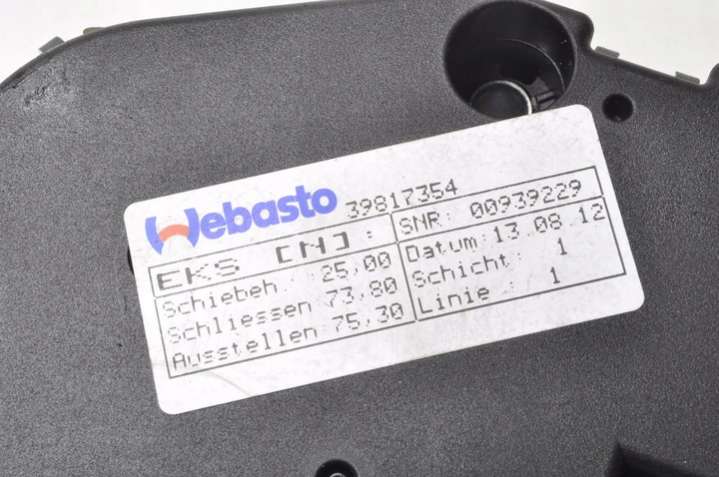 Webasto 39817354
EKS [N]: SNR: 00939229
Schiebeh. : 25,00 Datum:13.08.12
Schliessen 73,80 Schicht: 1
Ausstellen:75,30 Linie : 1